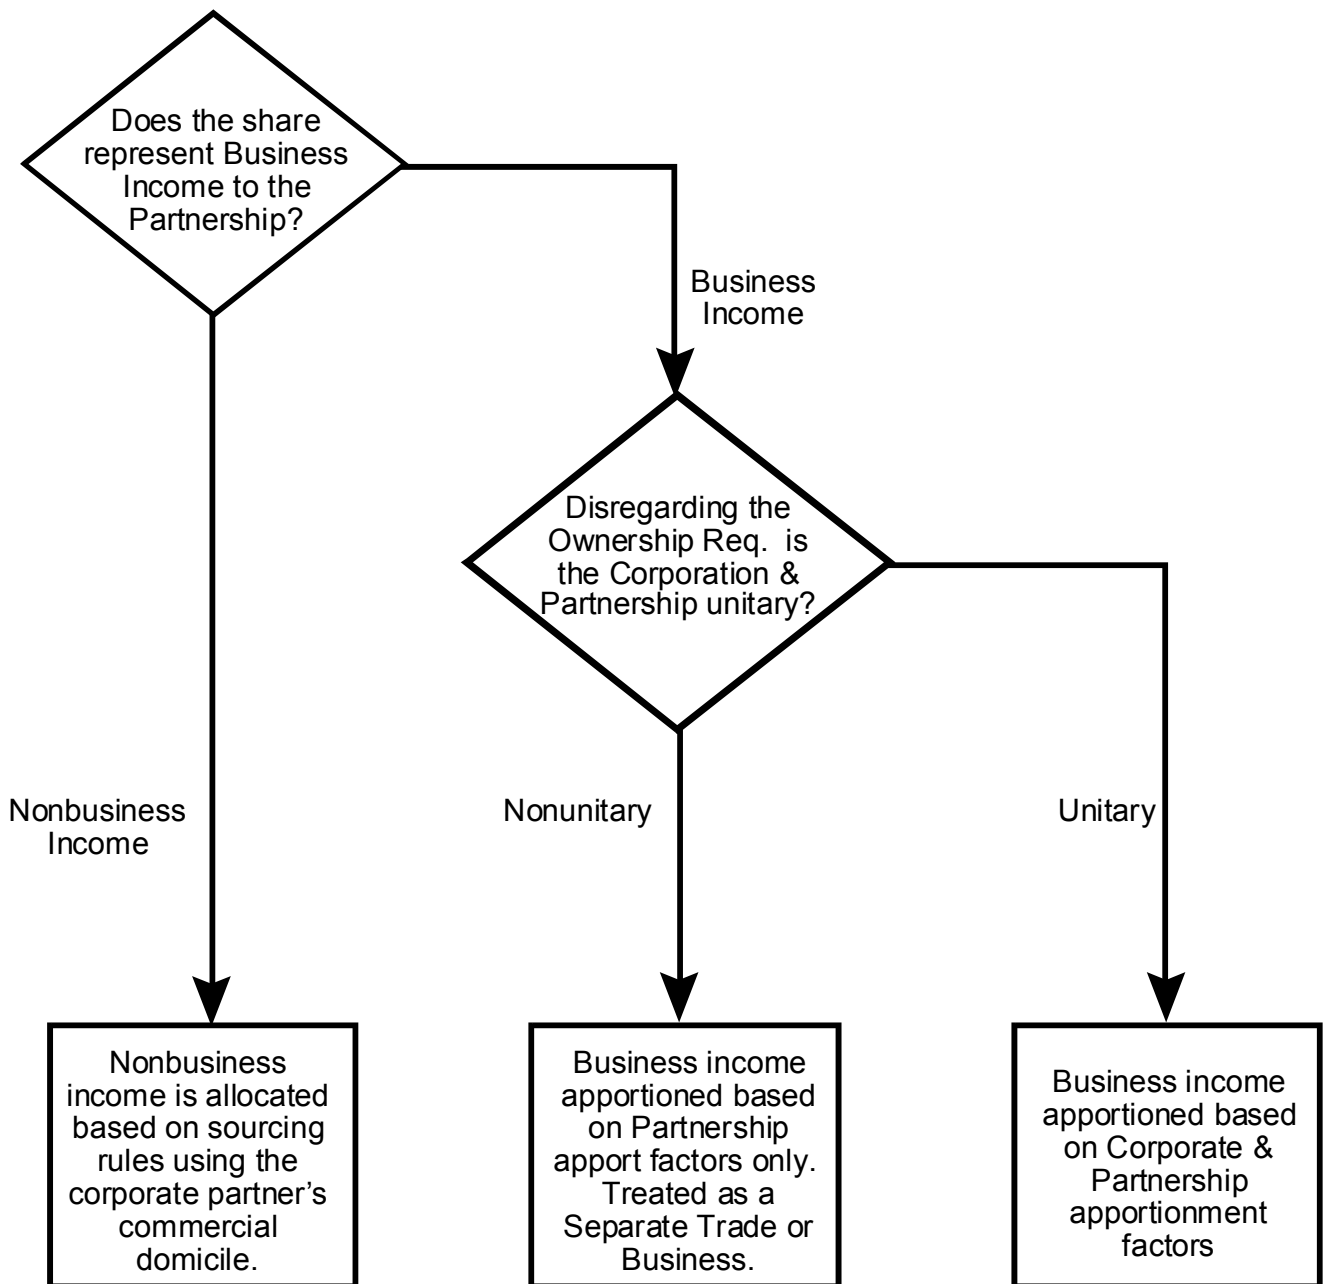 Does the share
represent Business
Income to the
Partnership?
Business
Income
Disregarding the
Ownership Req.  is
the Corporation &
Partnership unitary?
Nonbusiness
Income
Nonunitary
Unitary
Nonbusiness
income is allocated
based on sourcing
rules using the
corporate partner’s
commercial
domicile.
Business income
apportioned based
on Partnership
apport factors only.
Treated as a
Separate Trade or
Business.
Business income
apportioned based
on Corporate &
Partnership
apportionment
factors